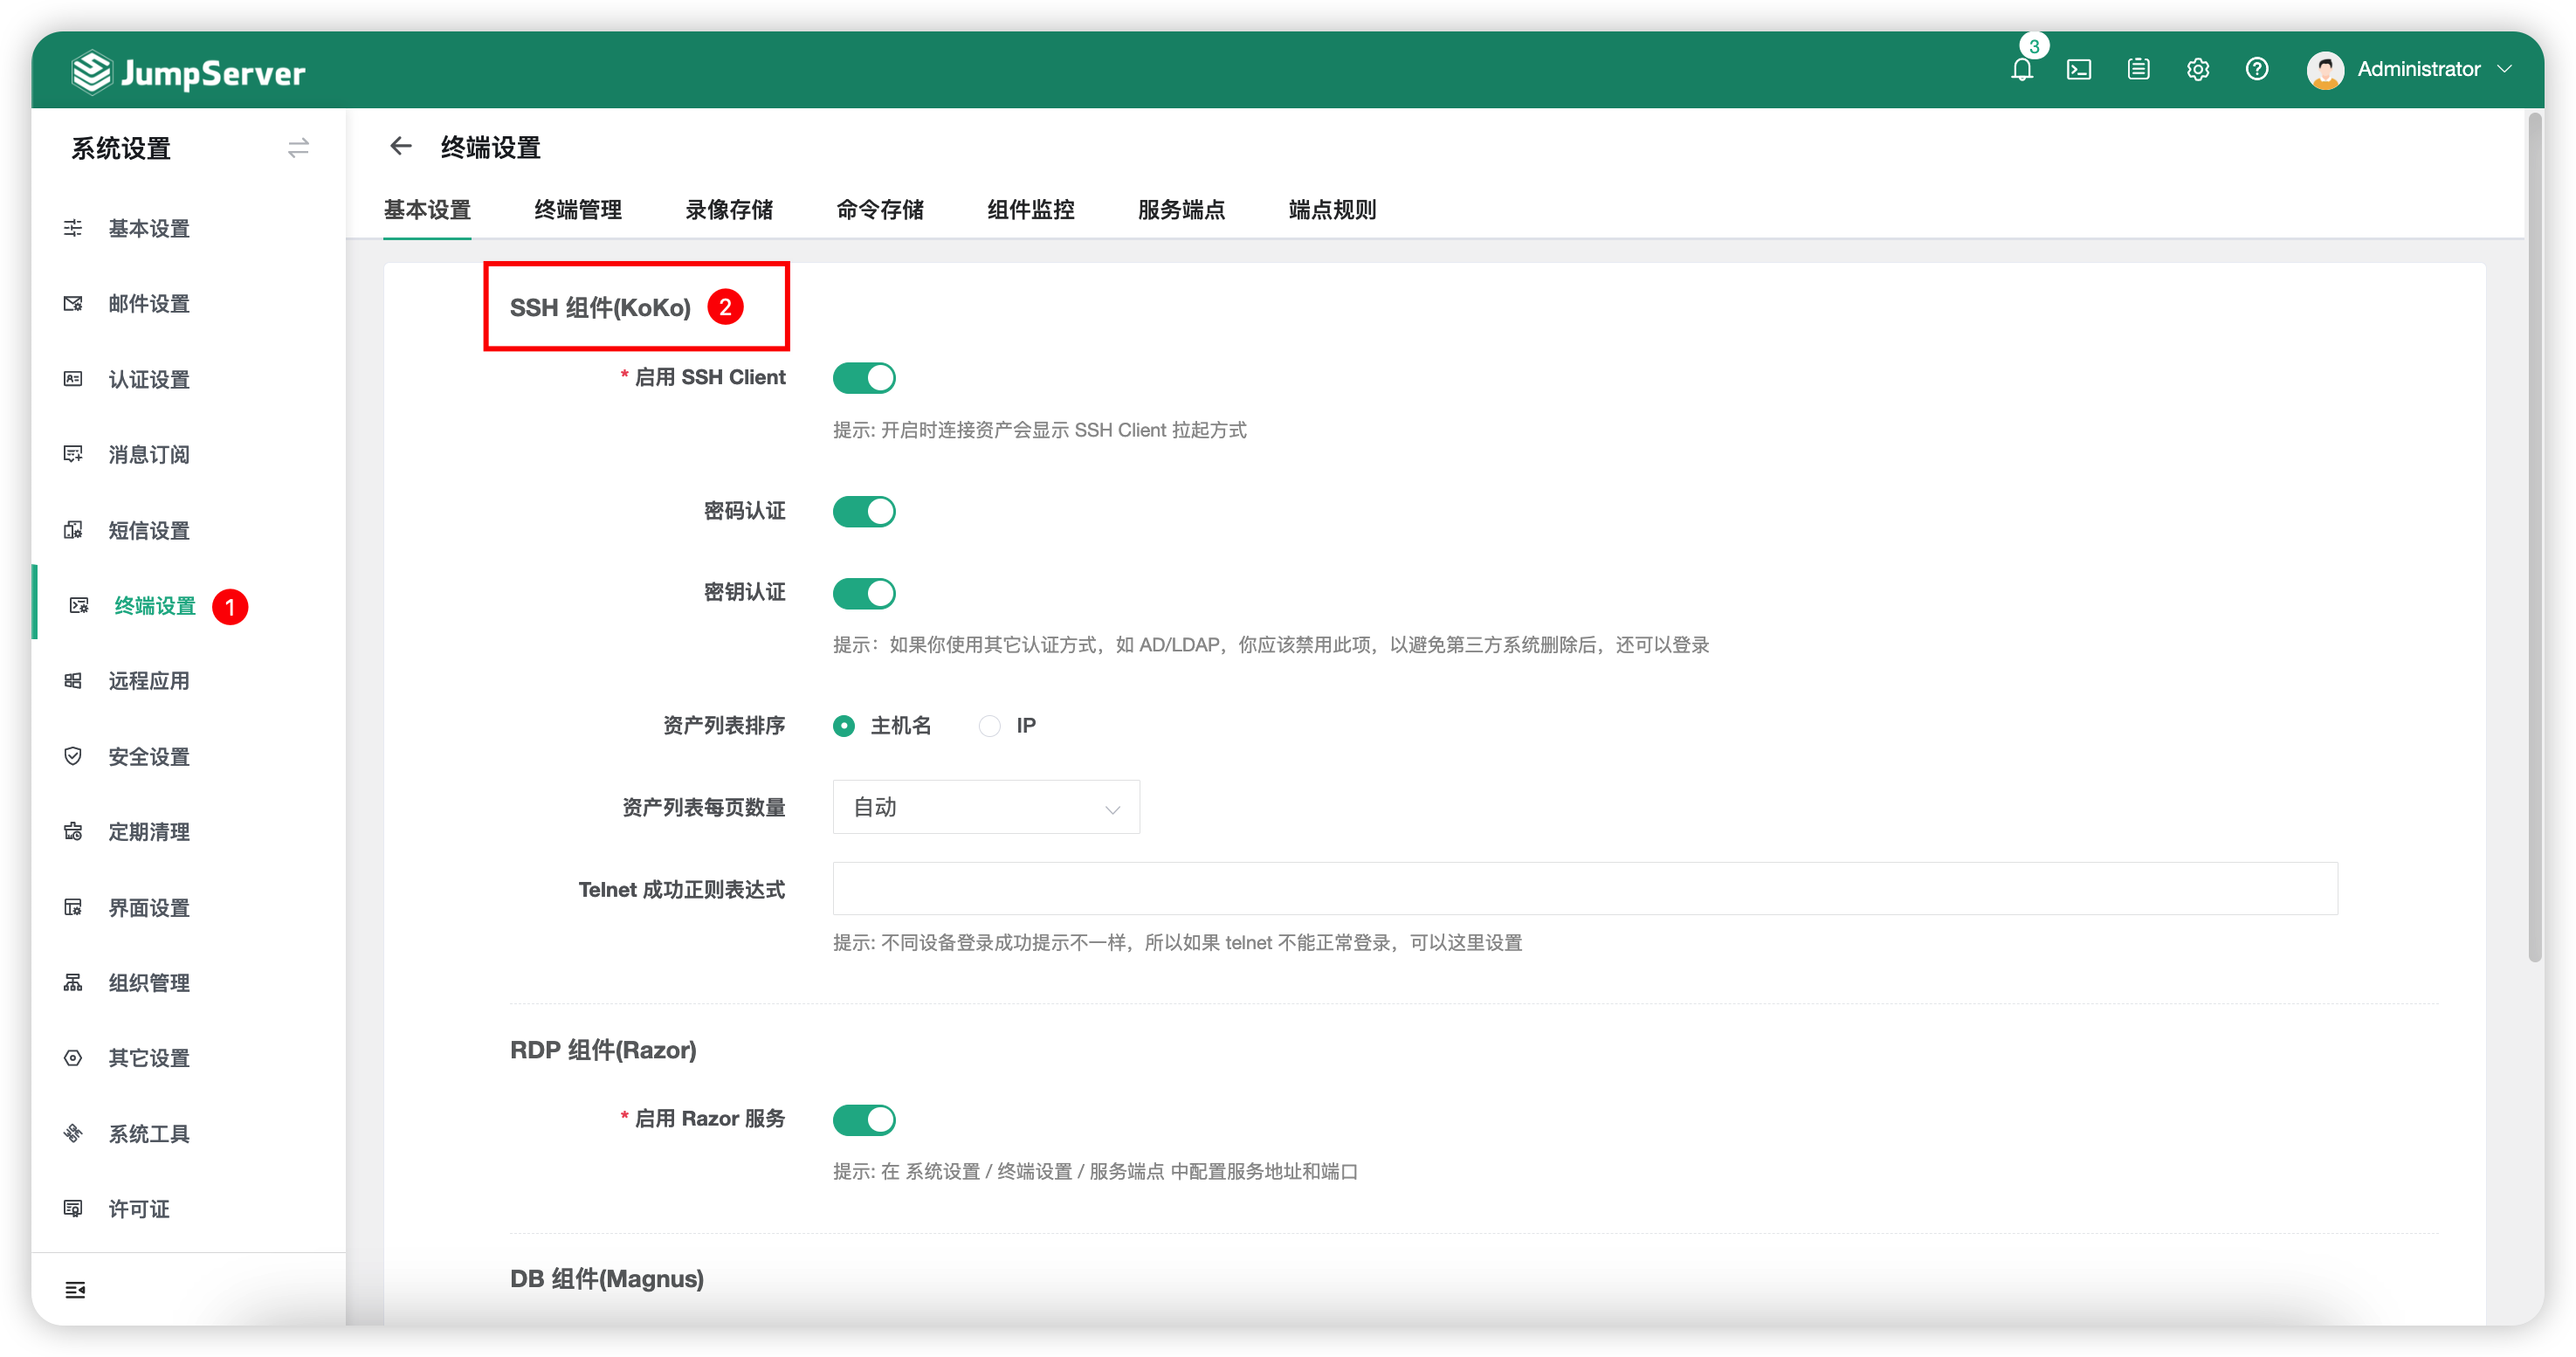 JumpServer
3
Administrator
系统设置
基本设置
邮件设置
认证设置
消息订阅
短信设置
终端设置 1
远程应用
安全设置
定期清理
界面设置
组织管理
其它设置
系统工具
许可证
终端设置
基本设置 终端管理 录像存储 命令存储 组件监控 服务端点 端点规则
SSH 组件(KoKo) 2
* 启用 SSH Client
提示: 开启时连接资产会显示 SSH Client 拉起方式
密码认证
密钥认证
提示：如果你使用其它认证方式，如 AD/LDAP，你应该禁用此项，以避免第三方系统删除后，还可以登录
资产列表排序 主机名 IP
资产列表每页数量 自动
Telnet 成功正则表达式
提示: 不同设备登录成功提示不一样，所以如果 telnet 不能正常登录，可以这里设置
RDP 组件(Razor)
* 启用 Razor 服务
提示: 在 系统设置 / 终端设置 / 服务端点 中配置服务地址和端口
DB 组件(Magnus)